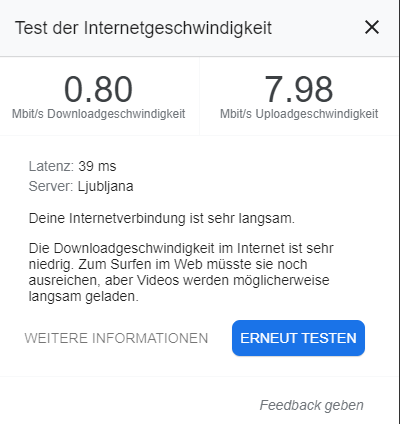 Test der Internetgeschwindigkeit
0.80
Mbit/s Downloadgeschwindigkeit
7.98
Mbit/s Uploadgeschwindigkeit
Latenz: 39 ms
Server: Ljubljana
Deine Internetverbindung ist sehr langsam.
Die Downloadgeschwindigkeit im Internet ist sehr
niedrig. Zum Surfen im Web müsste sie noch
ausreichen, aber Videos werden möglicherweise
langsam geladen.
WEITERE INFORMATIONEN
ERNEUT TESTEN
Feedback geben